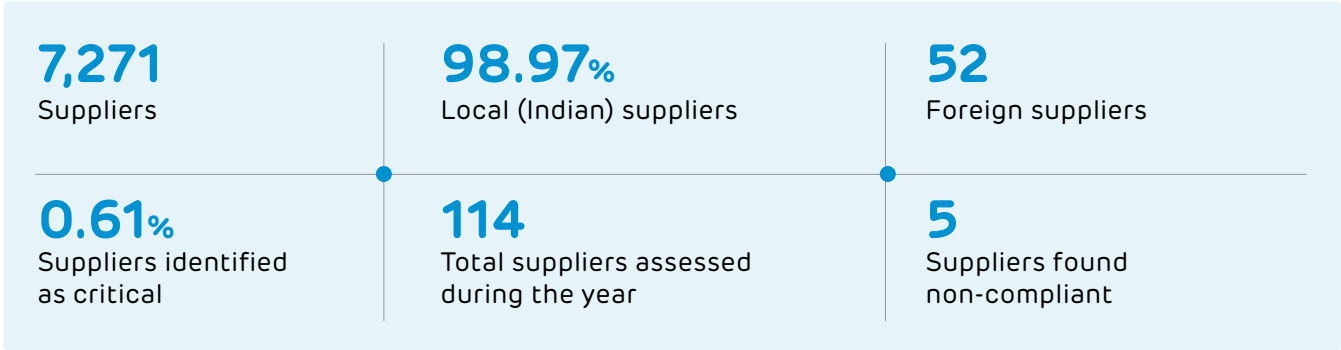 7,271
Suppliers
98.97%
Local (Indian) suppliers
52
Foreign suppliers
0.61%
Suppliers identified
as critical
114
Total suppliers assessed
during the year
5
Suppliers found
non-compliant